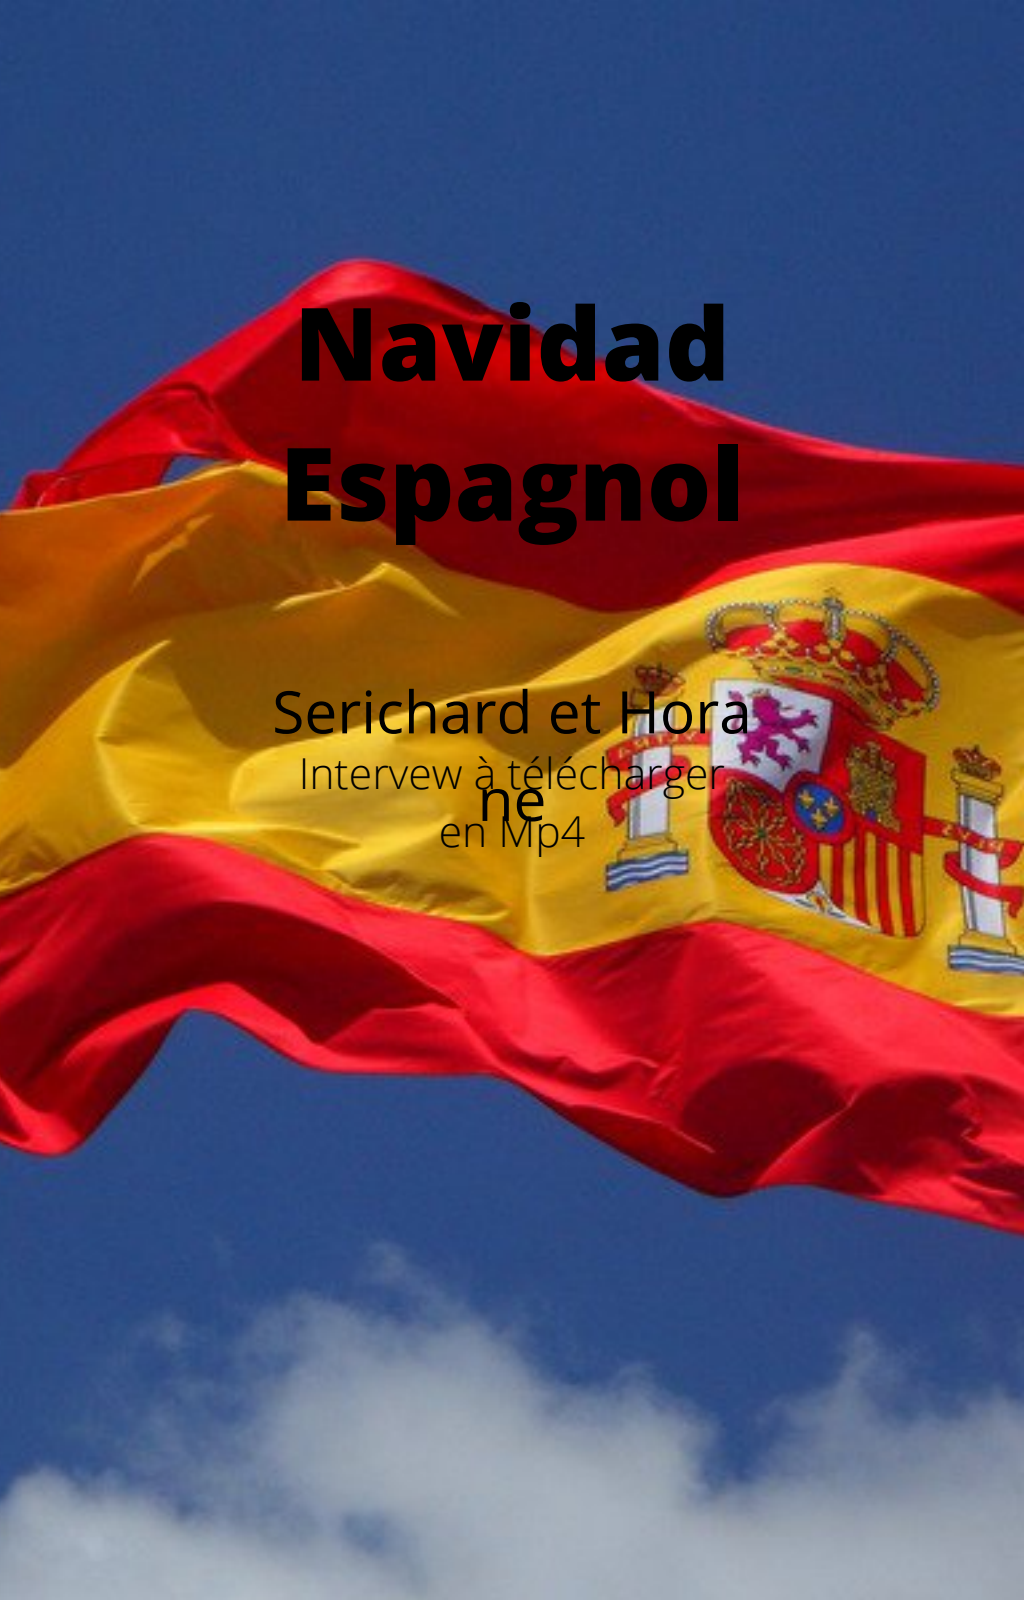 Navidad
Espagnol
Serichard et Hora
Intervew à télécharger
ne
en Mp4